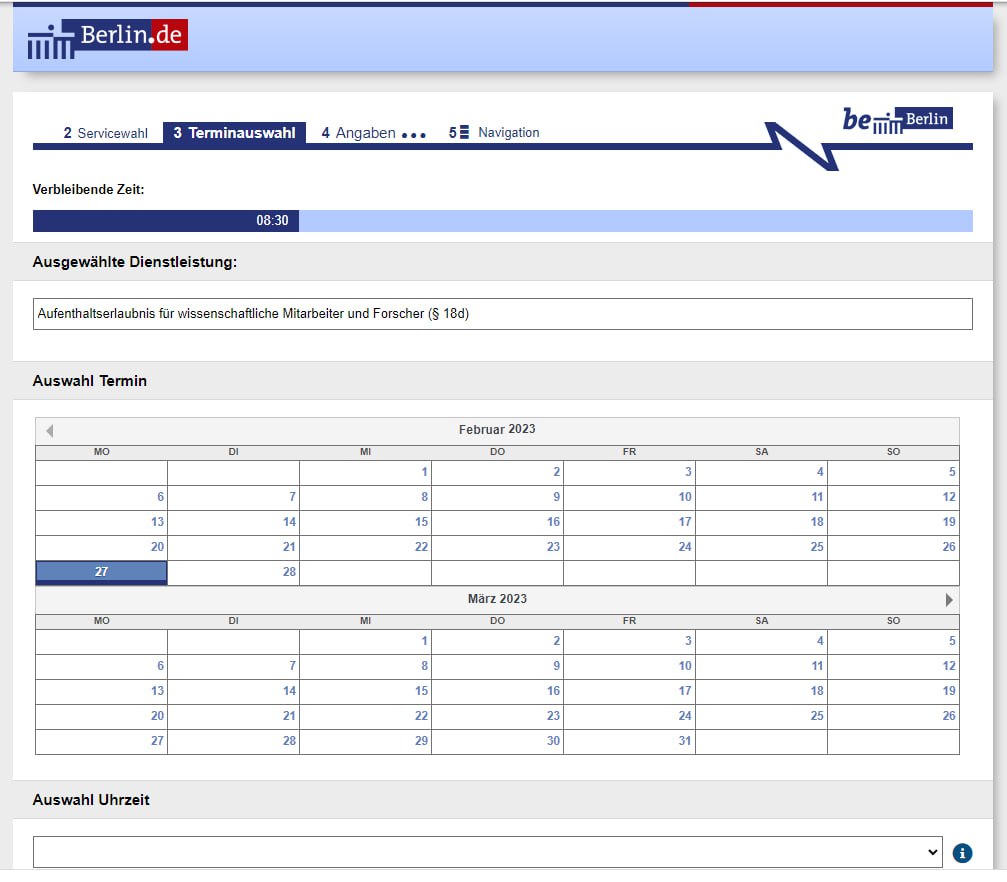 Berlin.de
be Berlin
2 Servicewahl 3 Terminauswahl 4 Angaben 5 Navigation
Verbleibende Zeit:
08:30
Ausgewählte Dienstleistung:
Aufenthaltserlaubnis für wissenschaftliche Mitarbeiter und Forscher (§ 18d)
Auswahl Termin
Februar 2023
MO DI MI DO FR SA SO
1 2 3 4 5
6 7 8 9 10 11 12
13 14 15 16 17 18 19
20 21 22 23 24 25 26
27 28
März 2023
MO DI MI DO FR SA SO
1 2 3 4 5
6 7 8 9 10 11 12
13 14 15 16 17 18 19
20 21 22 23 24 25 26
27 28 29 30 31
Auswahl Uhrzeit